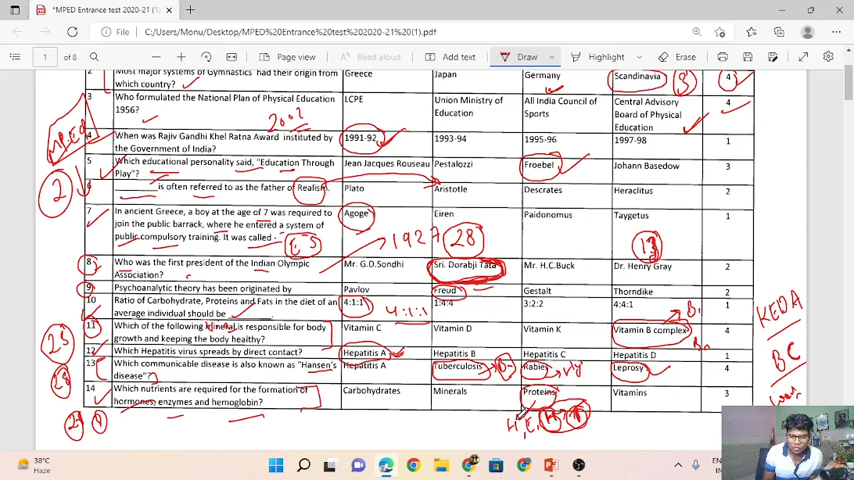 *MPED Entrance test 2020-21 (1).
File C:/Users/Monu/Desktop/MPED%20Entrance%20test%202020-21%20(1).pdf
1 of 8 Page view Read aloud Add text Draw Highlight Erase
2 Most major systems of Gymnastics had their origin from which country? Greece Japan Germany Scandinavia 4
3 Who formulated the National Plan of Physical Education 1956? LCPE Union Ministry of Education All India Council of Sports Central Advisory Board of Physical Education 4
2002
MPED
4 When was Rajiv Gandhi Khel Ratna Award instituted by the Government of India? 1991-92 1993-94 1995-96 1997-98 1
5 Which educational personality said, "Education Through Play"? Jean Jacques Rousseau Pestalozzi Froebel Johann Basedow 3
2
6 ________ is often referred to as the father of Realism. Plato Aristotle Descrates Heraclitus 2
7 In ancient Greece, a boy at the age of 7 was required to join the public barrack, where he entered a system of public compulsory training. It was called - Agoge Eiren Paidonomus Taygetus 1
1927 28
13
8 Who was the first president of the Indian Olympic Association? Mr. G.D.Sondhi Sri. Dorabji Tata Mr. H.C.Buck Dr. Henry Gray 2
9 Psychoanalytic theory has been originated by Pavlov Freud Gestalt Thorndike 2
10 Ratio of Carbohydrate, Proteins and Fats in the diet of an average individual should be ______ 4:1:1 1:4:4 3:2:2 4:4:1 1
4:1:1
11 Which of the following is responsible for body growth and keeping the body healthy? Vitamin C Vitamin D Vitamin K Vitamin B complex 4
B1
12 Which Hepatitis virus spreads by direct contact? Hepatitis A Hepatitis B Hepatitis C Hepatitis D 1
13 Which communicable disease is also known as "Hansen's disease"? Hepatitis A Tuberculosis Rabies Leprosy 4
14 Which nutrients are required for the formation of hormones, enzymes and hemoglobin? Carbohydrates Minerals Proteins Vitamins 3
BC
28
38°C
Haze